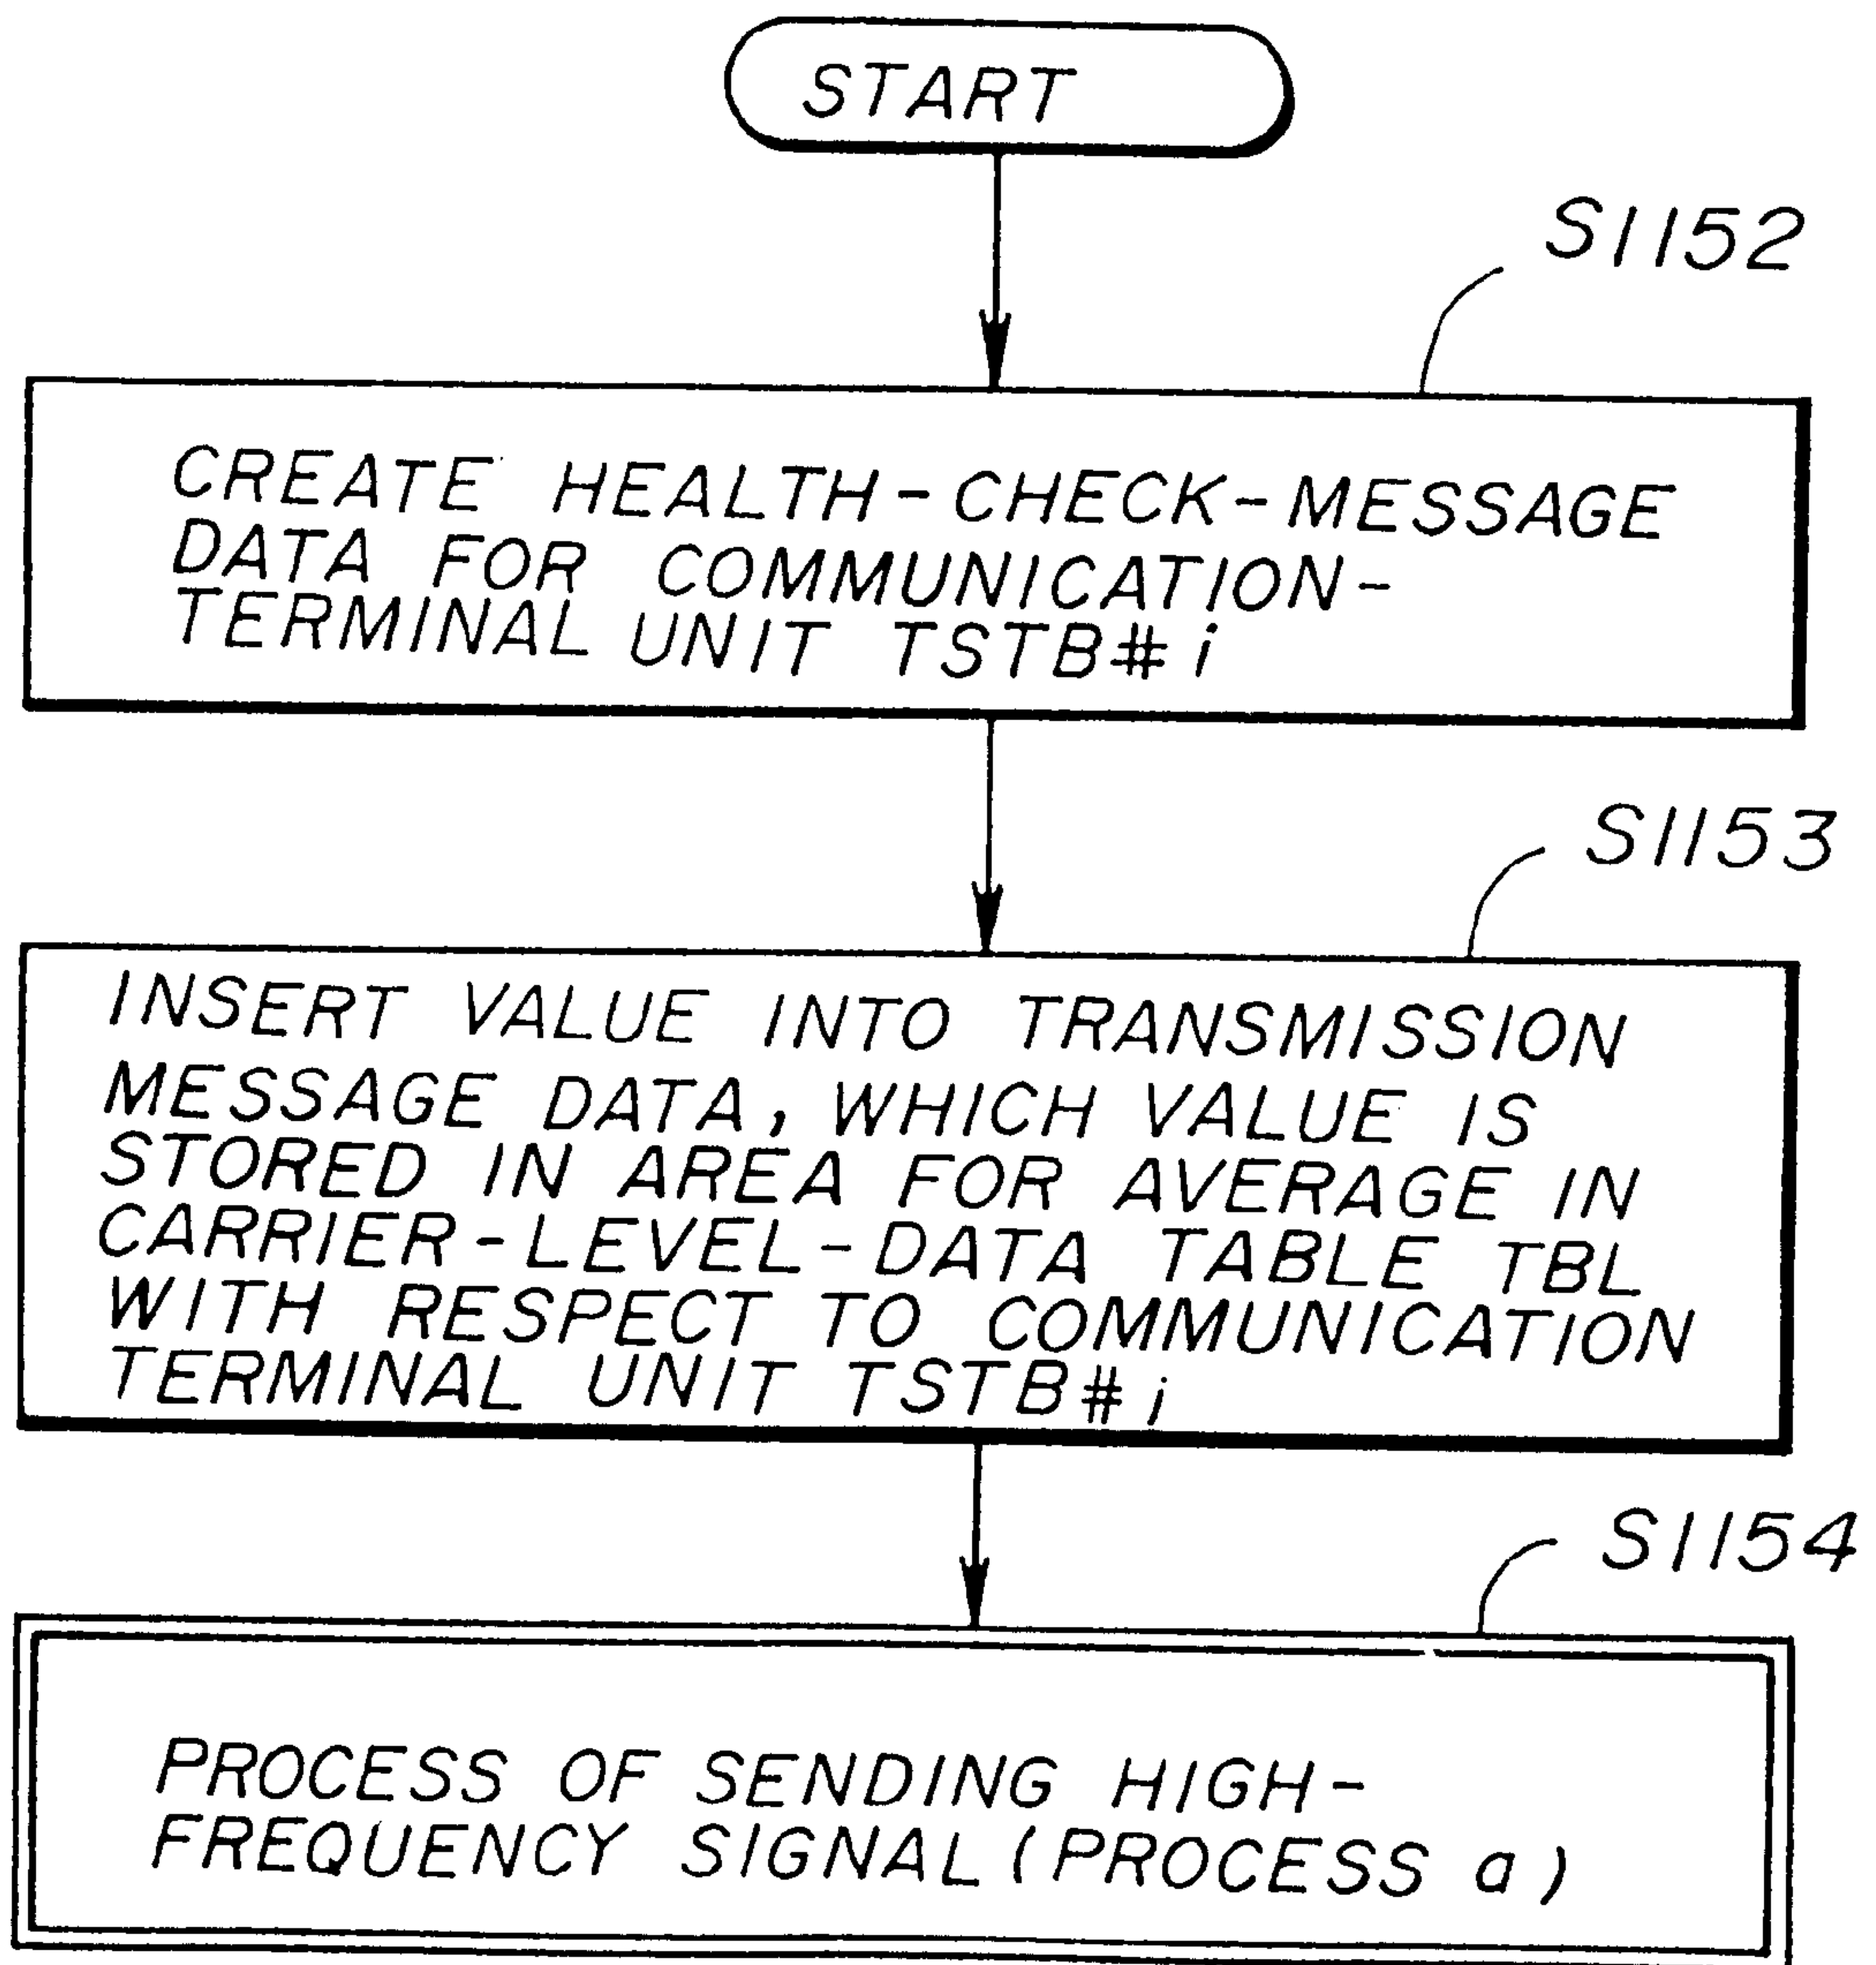 START
S1152
CREATE HEALTH-CHECK-MESSAGE
DATA FOR COMMUNICATION-
TERMINAL UNIT TSTB#i
S1153
INSERT VALUE INTO TRANSMISSION
MESSAGE DATA, WHICH VALUE IS
STORED IN AREA FOR AVERAGE IN
CARRIER-LEVEL-DATA TABLE TBL
WITH RESPECT TO COMMUNICATION
TERMINAL UNIT TSTB#i
S1154
PROCESS OF SENDING HIGH-
FREQUENCY SIGNAL (PROCESS a)